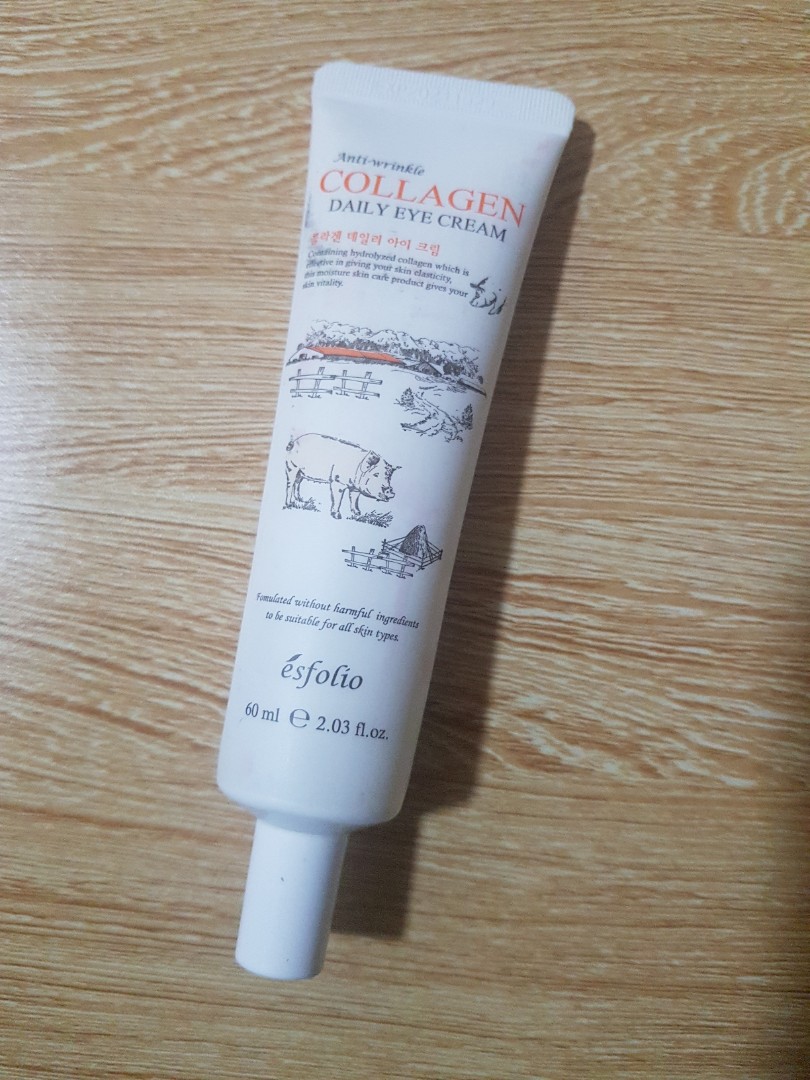 Anti-wrinkle
COLLAGEN
DAILY EYE CREAM
콜라겐 데일리 아이 크림
hydrolyzed collagen which is
in giving your skin elasticity,
this moisture skin care product gives your
skin vitality.
Fomulated without harmful ingredients
to be suitable for all skin types.
ésfolio
60 ml ℮ 2.03 fl.oz.